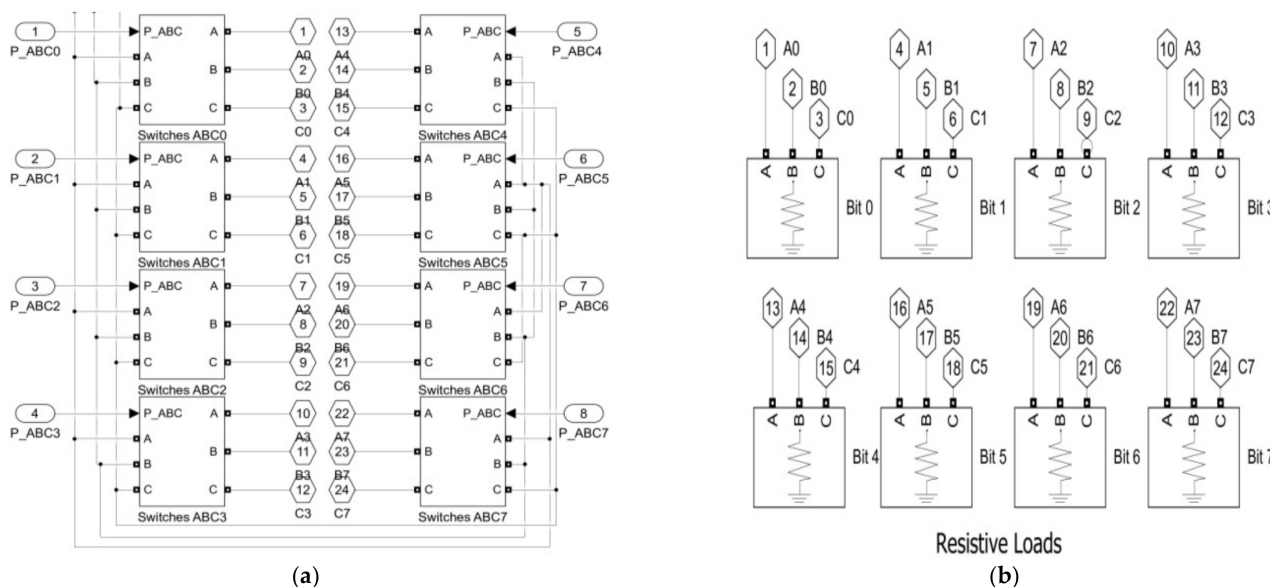 1 P_ABC A 1 13 A P_ABC 5
P_ABC0 A A0 A4 A P_ABC4
B B 2 14 B B
B0 B4
C C 3 15 C C
Switches ABC0 C0 C4 Switches ABC4
2 P_ABC A 4 16 A P_ABC 6
P_ABC1 A A1 A5 A P_ABC5
B B 5 17 B B
B1 B5
C C 6 18 C C
Switches ABC1 C1 C5 Switches ABC5
3 P_ABC A 7 19 A P_ABC 7
P_ABC2 A A2 A6 A P_ABC6
B B 8 20 B B
B2 B6
C C 9 21 C C
Switches ABC2 C2 C6 Switches ABC6
4 P_ABC A 10 22 A P_ABC 8
P_ABC3 A A3 A7 A P_ABC7
B B 11 23 B B
B3 B7
C C 12 24 C C
Switches ABC3 C3 C7 Switches ABC7
(a)
1 A0 4 A1 7 A2 10 A3
2 B0 5 B1 8 B2 11 B3
3 C0 6 C1 9 C2 12 C3
A B C A B C A B C A B C
Bit 0 Bit 1 Bit 2 Bit 3
13 A4 16 A5 19 A6 22 A7
14 B4 17 B5 20 B6 23 B7
15 C4 18 C5 21 C6 24 C7
A B C A B C A B C A B C
Bit 4 Bit 5 Bit 6 Bit 7
Resistive Loads
(b)